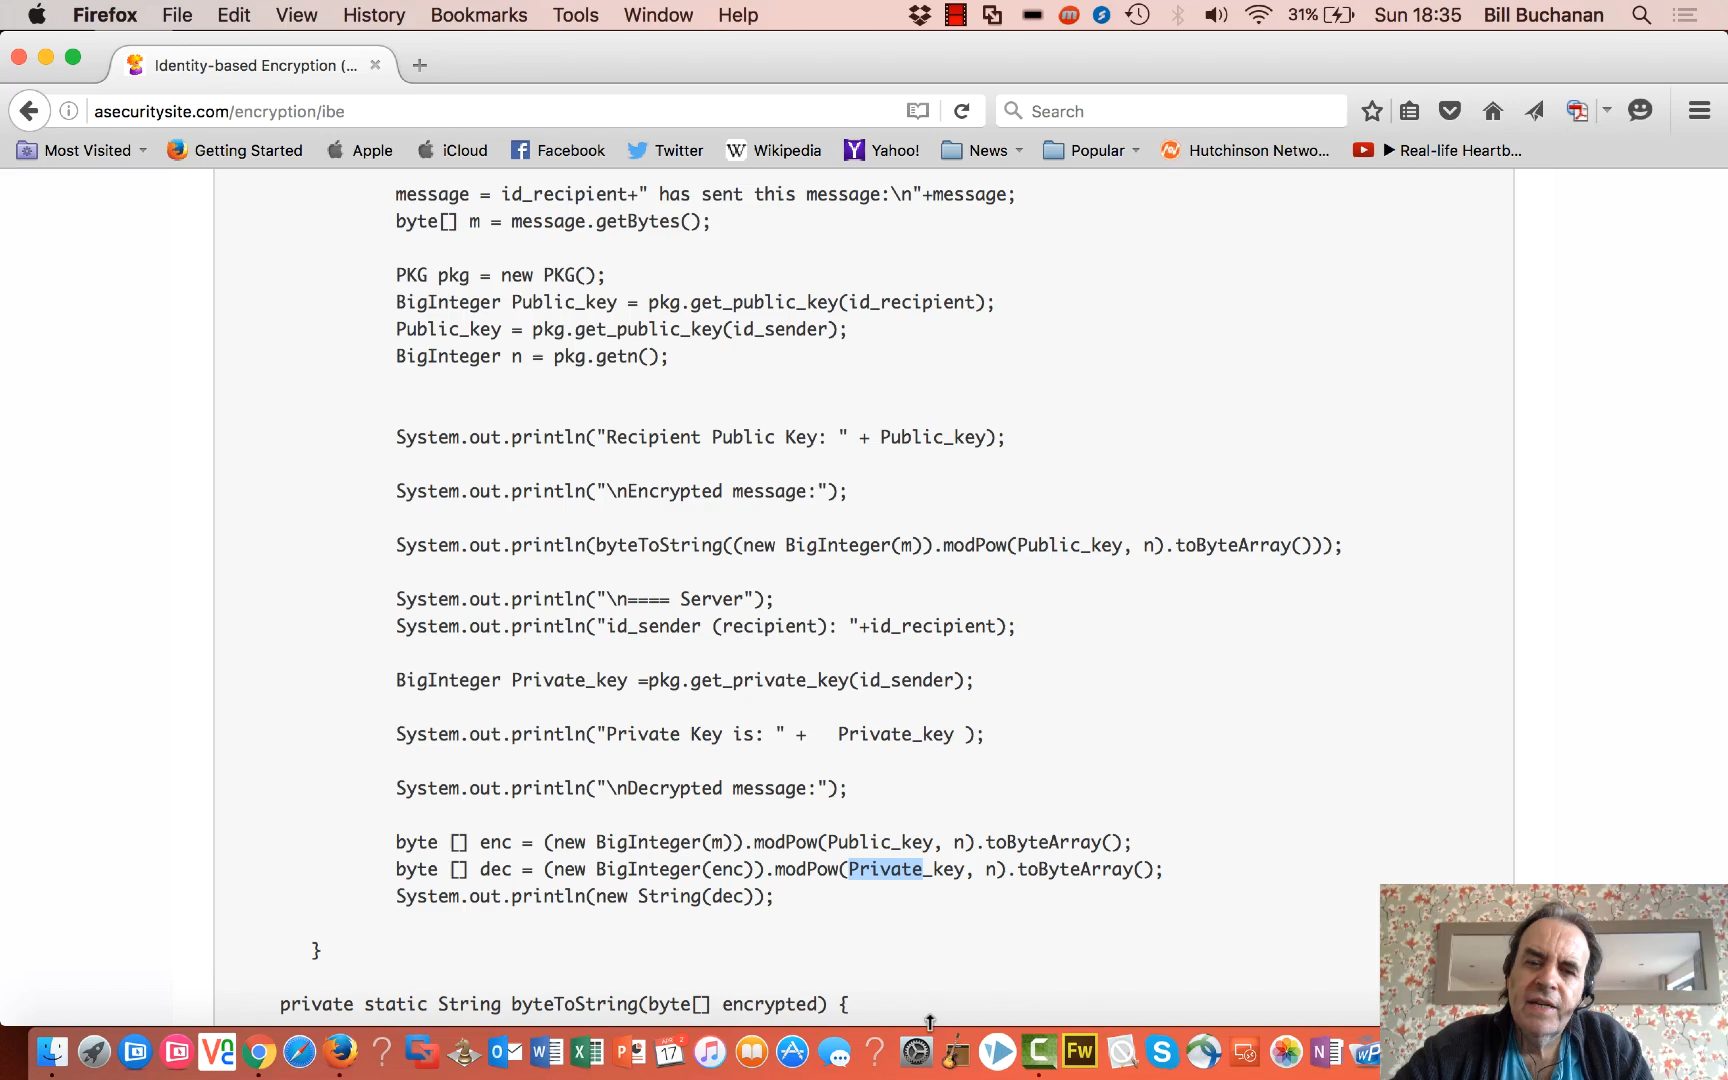 Firefox File Edit View History Bookmarks Tools Window Help 31% Sun 18:35 Bill Buchanan
Identity-based Encryption (...
asecuritysite.com/encryption/ibe Search
Most Visited Getting Started Apple iCloud Facebook Twitter Wikipedia Yahoo! News Popular Hutchinson Netwo... ▶ Real-life Heartb...
message = id_recipient+" has sent this message:\n"+message;
byte[] m = message.getBytes();
PKG pkg = new PKG();
BigInteger Public_key = pkg.get_public_key(id_recipient);
Public_key = pkg.get_public_key(id_sender);
BigInteger n = pkg.getn();
System.out.println("Recipient Public Key: " + Public_key);
System.out.println("\nEncrypted message:");
System.out.println(byteToString((new BigInteger(m)).modPow(Public_key, n).toByteArray()));
System.out.println("\n==== Server");
System.out.println("id_sender (recipient): "+id_recipient);
BigInteger Private_key =pkg.get_private_key(id_sender);
System.out.println("Private Key is: " +   Private_key );
System.out.println("\nDecrypted message:");
byte [] enc = (new BigInteger(m)).modPow(Public_key, n).toByteArray();
byte [] dec = (new BigInteger(enc)).modPow(Private_key, n).toByteArray();
System.out.println(new String(dec));
}
private static String byteToString(byte[] encrypted) {